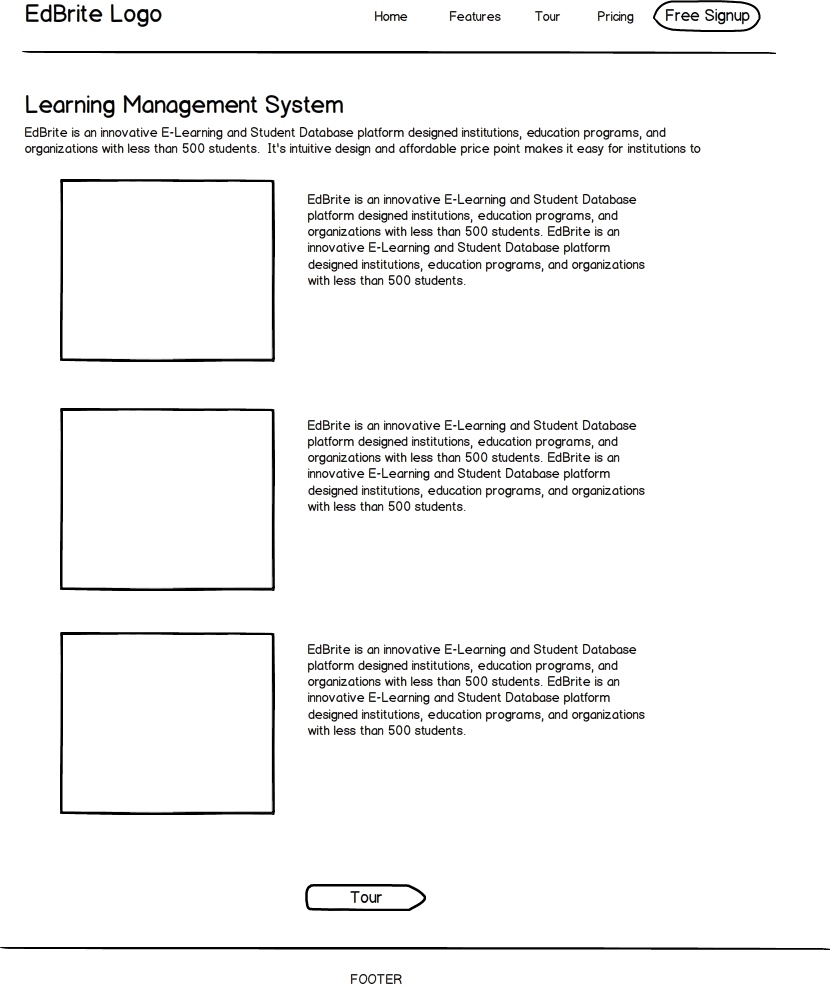 EdBrite Logo
Home Features Tour Pricing Free Signup
Learning Management System
EdBrite is an innovative E-Learning and Student Database platform designed institutions, education programs, and
organizations with less than 500 students.  It's intuitive design and affordable price point makes it easy for institutions to
EdBrite is an innovative E-Learning and Student Database
platform designed institutions, education programs, and
organizations with less than 500 students. EdBrite is an
innovative E-Learning and Student Database platform
designed institutions, education programs, and organizations
with less than 500 students.
EdBrite is an innovative E-Learning and Student Database
platform designed institutions, education programs, and
organizations with less than 500 students. EdBrite is an
innovative E-Learning and Student Database platform
designed institutions, education programs, and organizations
with less than 500 students.
EdBrite is an innovative E-Learning and Student Database
platform designed institutions, education programs, and
organizations with less than 500 students. EdBrite is an
innovative E-Learning and Student Database platform
designed institutions, education programs, and organizations
with less than 500 students.
Tour
FOOTER